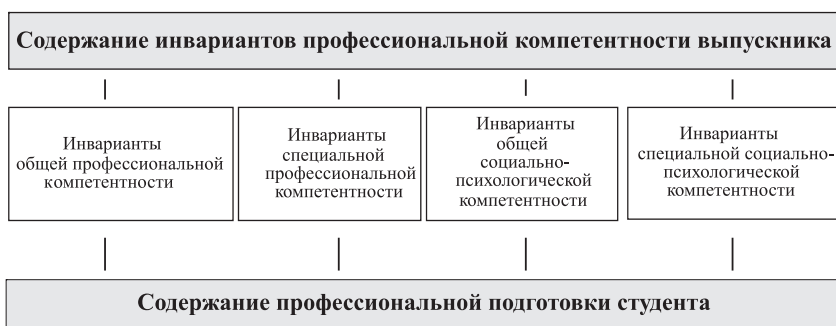 Содержание инвариантов профессиональной компетентности выпускника
Инварианты
общей профессиональной
компетентности
Инварианты
специальной
профессиональной
компетентности
Инварианты
общей
социально-
психологической
компетентности
Инварианты
специальной социально-
психологической
компетентности
Содержание профессиональной подготовки студента